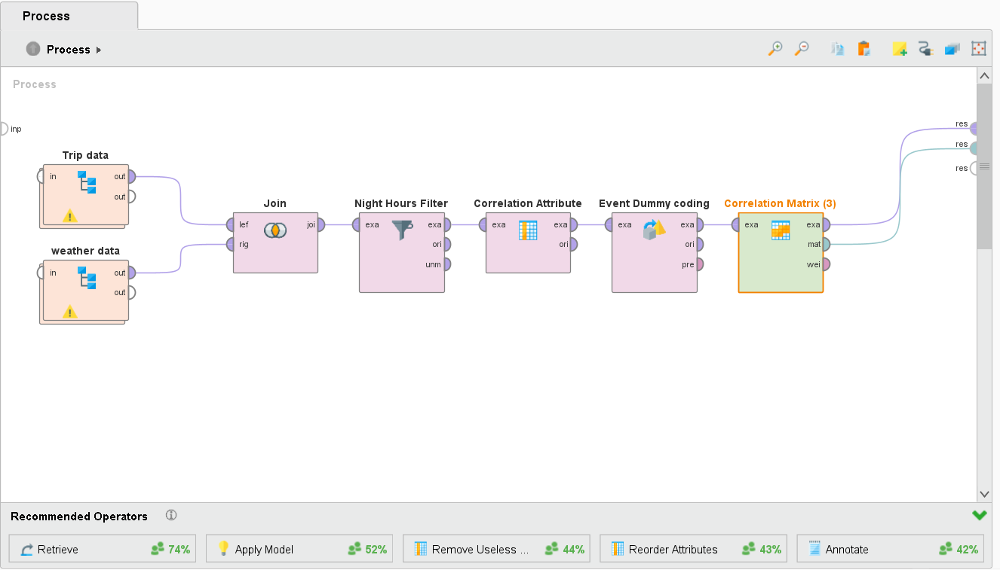 Process
Process
Process
inp
res
res
res
Trip data
in out
out
weather data
in out
out
Join
lef joi
rig
Night Hours Filter
exa exa
ori
unm
Correlation Attribute
exa exa
ori
Event Dummy coding
exa exa
ori
pre
Correlation Matrix (3)
exa exa
mat
wei
Recommended Operators
Retrieve 74%
Apply Model 52%
Remove Useless ... 44%
Reorder Attributes 43%
Annotate 42%